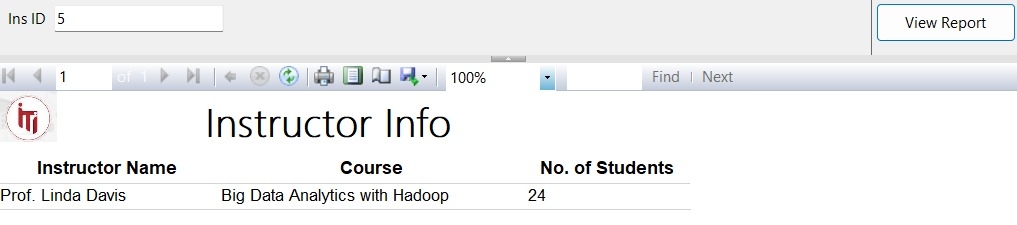 Ins ID 5 View Report
1 of 1 100% Find | Next
iTi Instructor Info
Instructor Name Course No. of Students
Prof. Linda Davis Big Data Analytics with Hadoop 24